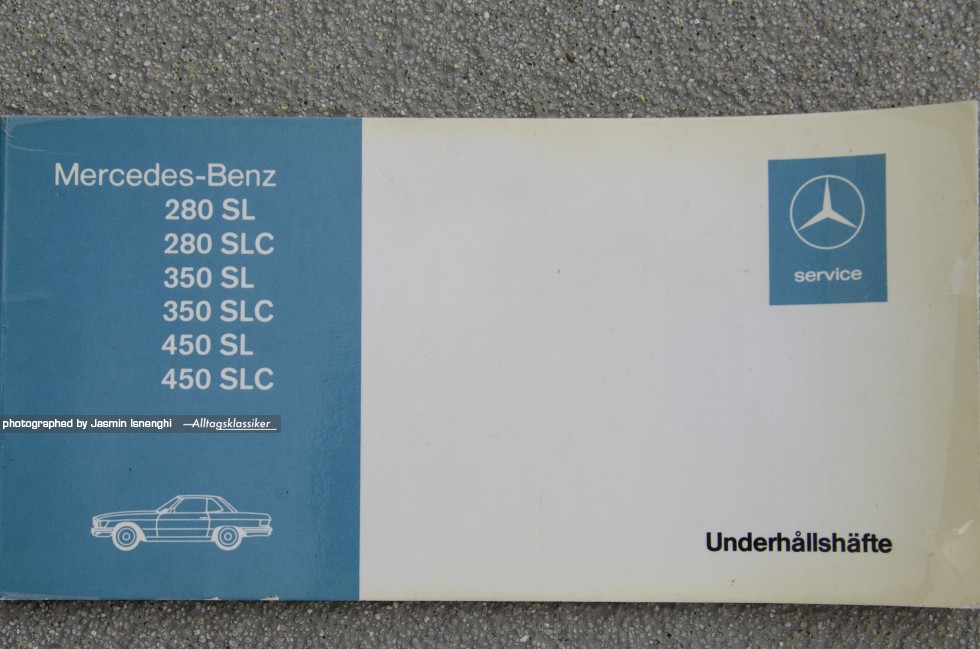 Mercedes-Benz
280 SL
280 SLC
350 SL
350 SLC
450 SL
450 SLC
service
photographed by Jasmin Isnenghi —Alltagsklassiker_
Underhållshäfte